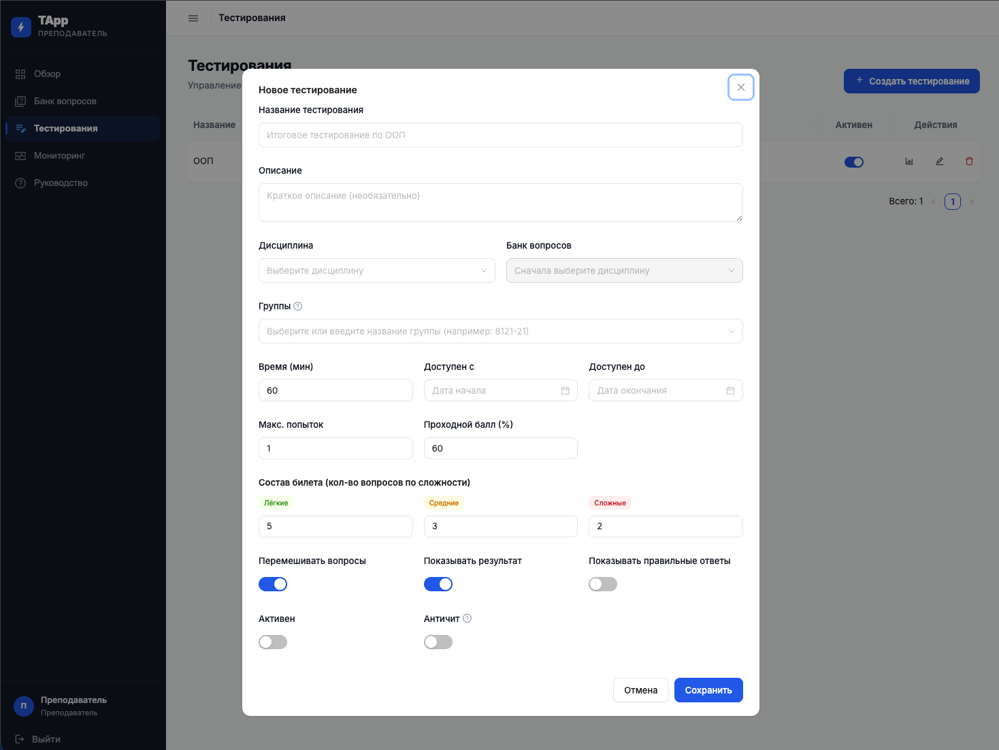 TApp
ПРЕПОДАВАТЕЛЬ
Обзор
Банк вопросов
Тестирования
Мониторинг
Руководство
Преподаватель
П
Преподаватель
Выйти
Тестирования
Тестирования
Управление
+ Создать тестирование
Название
Активен
Действия
ООП
Всего: 1
1
Новое тестирование
Название тестирования
Итоговое тестирование по ООП
Описание
Краткое описание (необязательно)
Дисциплина
Банк вопросов
Выберите дисциплину
Сначала выберите дисциплину
Группы ?
Выберите или введите название группы (например: 8121-21)
Время (мин)
Доступен с
Доступен до
60
Дата начала
Дата окончания
Макс. попыток
Проходной балл (%)
1
60
Состав билета (кол-во вопросов по сложности)
Лёгкие
Средние
Сложные
5
3
2
Перемешивать вопросы
Показывать результат
Показывать правильные ответы
Активен
Античит ?
Отмена
Сохранить